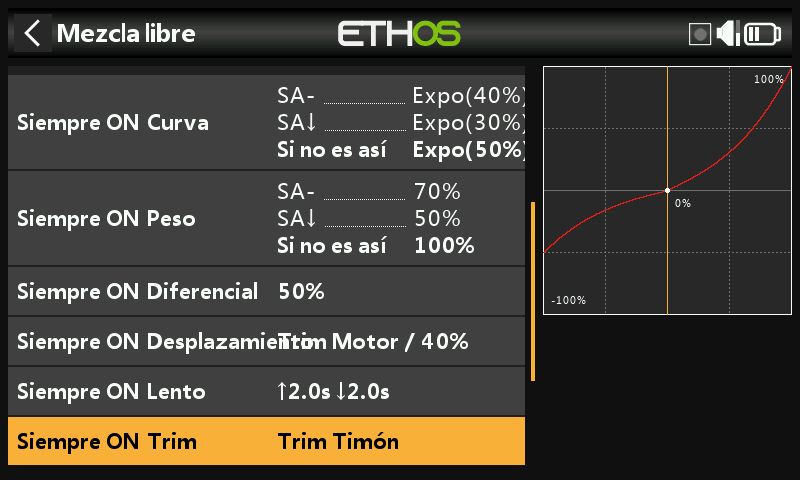 Mezcla libre
ETHOS
Siempre ON Curva
SA- Expo(40%)
SA↓ Expo(30%)
Si no es así Expo(50%)
Siempre ON Peso
SA- 70%
SA↓ 50%
Si no es así 100%
Siempre ON Diferencial 50%
Siempre ON Desplazamiento Trim Motor / 40%
Siempre ON Lento ↑2.0s ↓2.0s
Siempre ON Trim Trim Timón
100%
0%
-100%